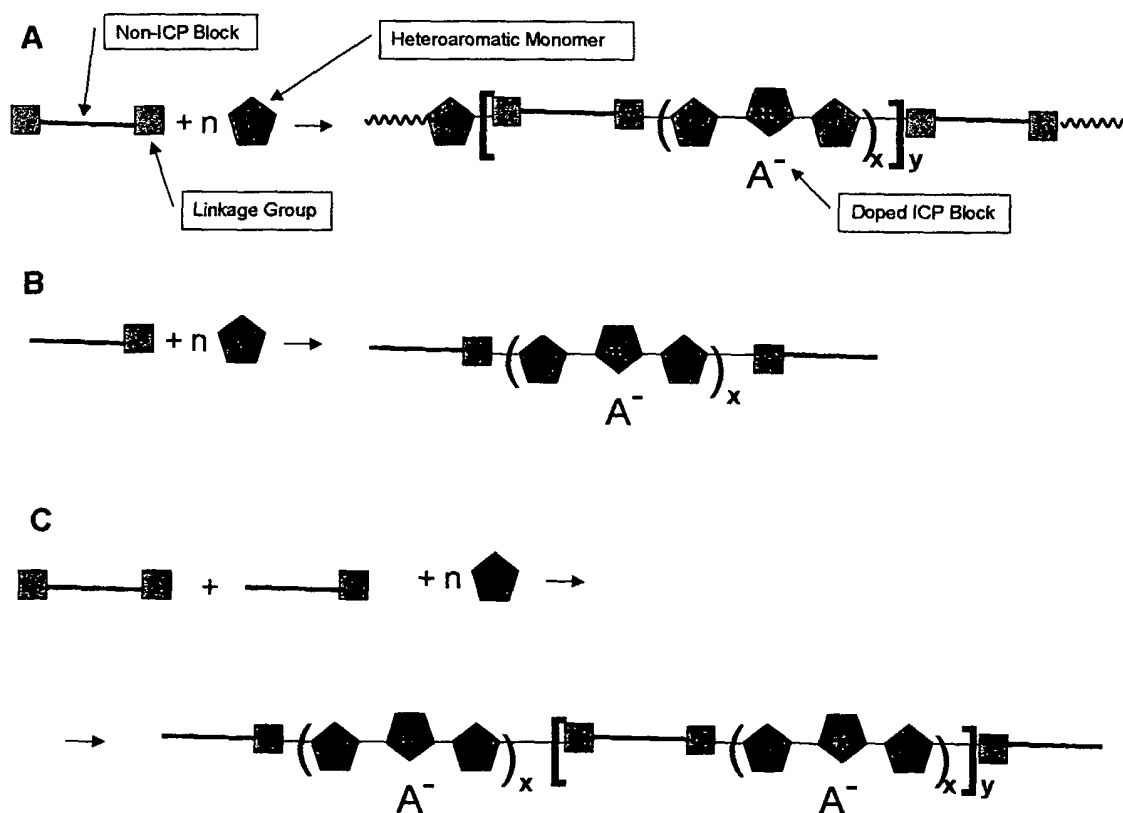 A
Non-ICP Block
Heteroaromatic Monomer
+ n
x
y
A⁻
Linkage Group
Doped ICP Block
B
+ n
x
A⁻
C
+
+ n
x
x
y
A⁻
A⁻